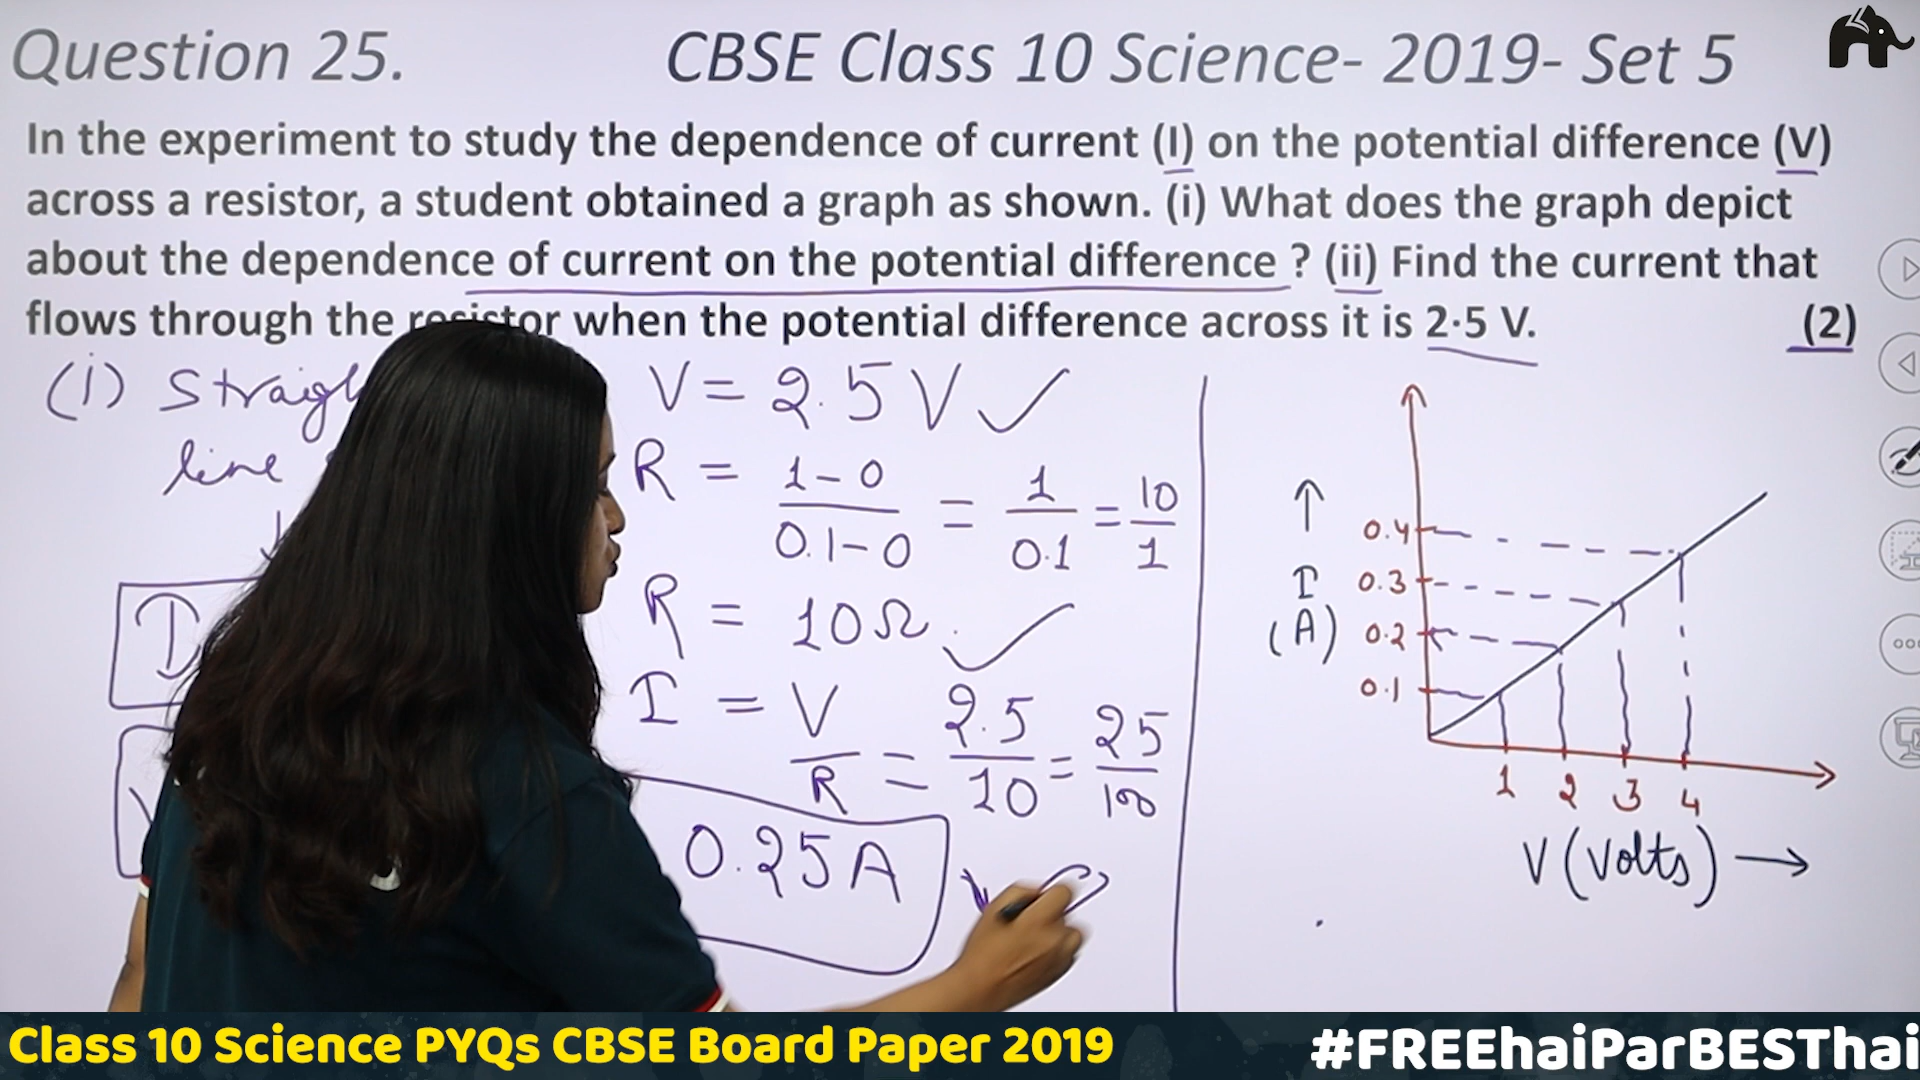 Question 25.
CBSE Class 10 Science- 2019- Set 5
In the experiment to study the dependence of current (I) on the potential difference (V)
across a resistor, a student obtained a graph as shown. (i) What does the graph depict
about the dependence of current on the potential difference ? (ii) Find the current that
flows through the resistor when the potential difference across it is 2·5 V.
(2)
(i)
line
I
V = 2.5 V ✓
R = 1-0 / 0.1-0 = 1 / 0.1 = 10 / 1
R = 10Ω. ✓
I = V / R = 2.5 / 10 = 25 / 100
0.25 A
↑
I
(A)
0.4
0.3
0.2
0.1
1 2 3 4
V (Volts) →
Class 10 Science PYQs CBSE Board Paper 2019
#FREEhaiParBESThai